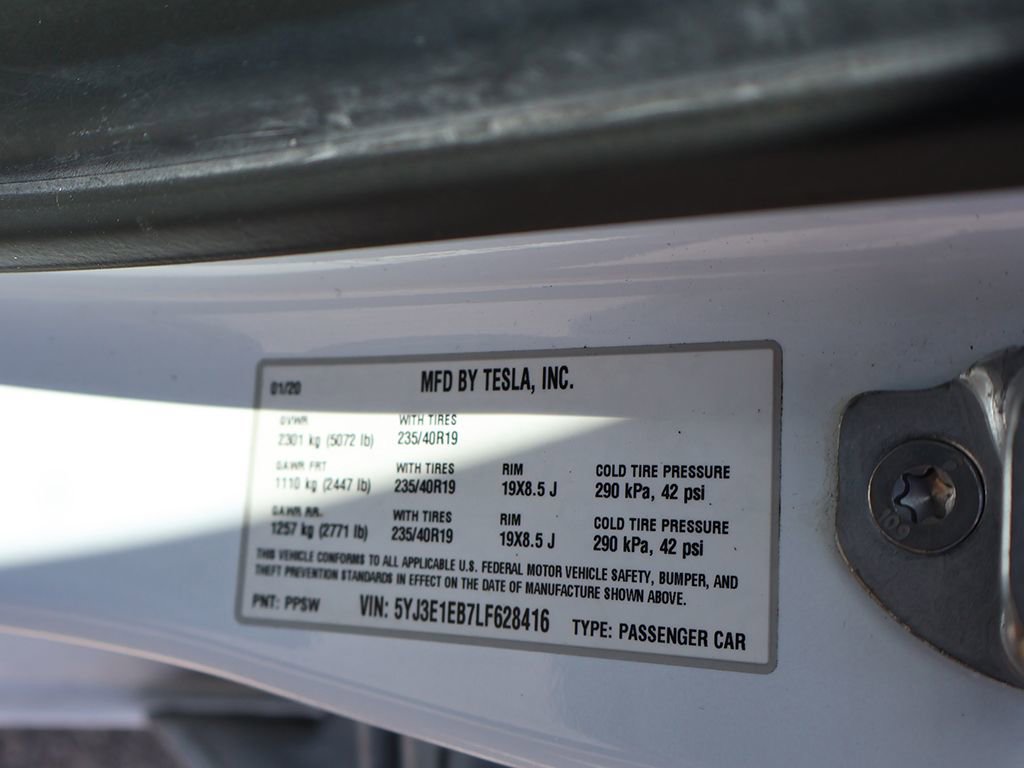 01/20 MFD BY TESLA, INC.
GVWR WITH TIRES
2301 kg (5072 lb) 235/40R19
GAWR FRT WITH TIRES RIM COLD TIRE PRESSURE
1110 kg (2447 lb) 235/40R19 19X8.5 J 290 kPa, 42 psi
GAWR RR. WITH TIRES RIM COLD TIRE PRESSURE
1257 kg (2771 lb) 235/40R19 19X8.5 J 290 kPa, 42 psi
THIS VEHICLE CONFORMS TO ALL APPLICABLE U.S. FEDERAL MOTOR VEHICLE SAFETY, BUMPER, AND
THEFT PREVENTION STANDARDS IN EFFECT ON THE DATE OF MANUFACTURE SHOWN ABOVE.
PNT: PPSW VIN: 5YJ3E1EB7LF628416 TYPE: PASSENGER CAR